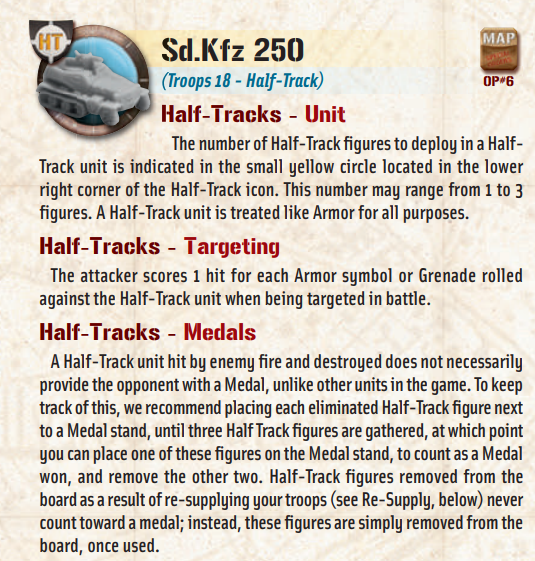 HT
Sd.Kfz 250
MAP
(Troops 18 - Half-Track)
OP#6
Half-Tracks - Unit
The number of Half-Track figures to deploy in a Half-
Track unit is indicated in the small yellow circle located in the lower
right corner of the Half-Track icon. This number may range from 1 to 3
figures. A Half-Track unit is treated like Armor for all purposes.
Half-Tracks - Targeting
The attacker scores 1 hit for each Armor symbol or Grenade rolled
against the Half-Track unit when being targeted in battle.
Half-Tracks - Medals
A Half-Track unit hit by enemy fire and destroyed does not necessarily
provide the opponent with a Medal, unlike other units in the game. To keep
track of this, we recommend placing each eliminated Half-Track figure next
to a Medal stand, until three Half Track figures are gathered, at which point
you can place one of these figures on the Medal stand, to count as a Medal
won, and remove the other two. Half-Track figures removed from the
board as a result of re-supplying your troops (see Re-Supply, below) never
count toward a medal; instead, these figures are simply removed from the
board, once used.